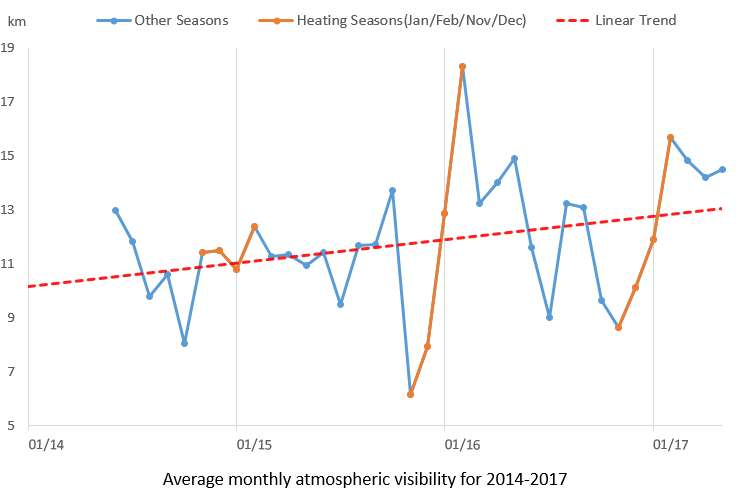 km
Other Seasons Heating Seasons(Jan/Feb/Nov/Dec) Linear Trend
19
17
15
13
11
9
7
5
01/14 01/15 01/16 01/17
Average monthly atmospheric visibility for 2014-2017